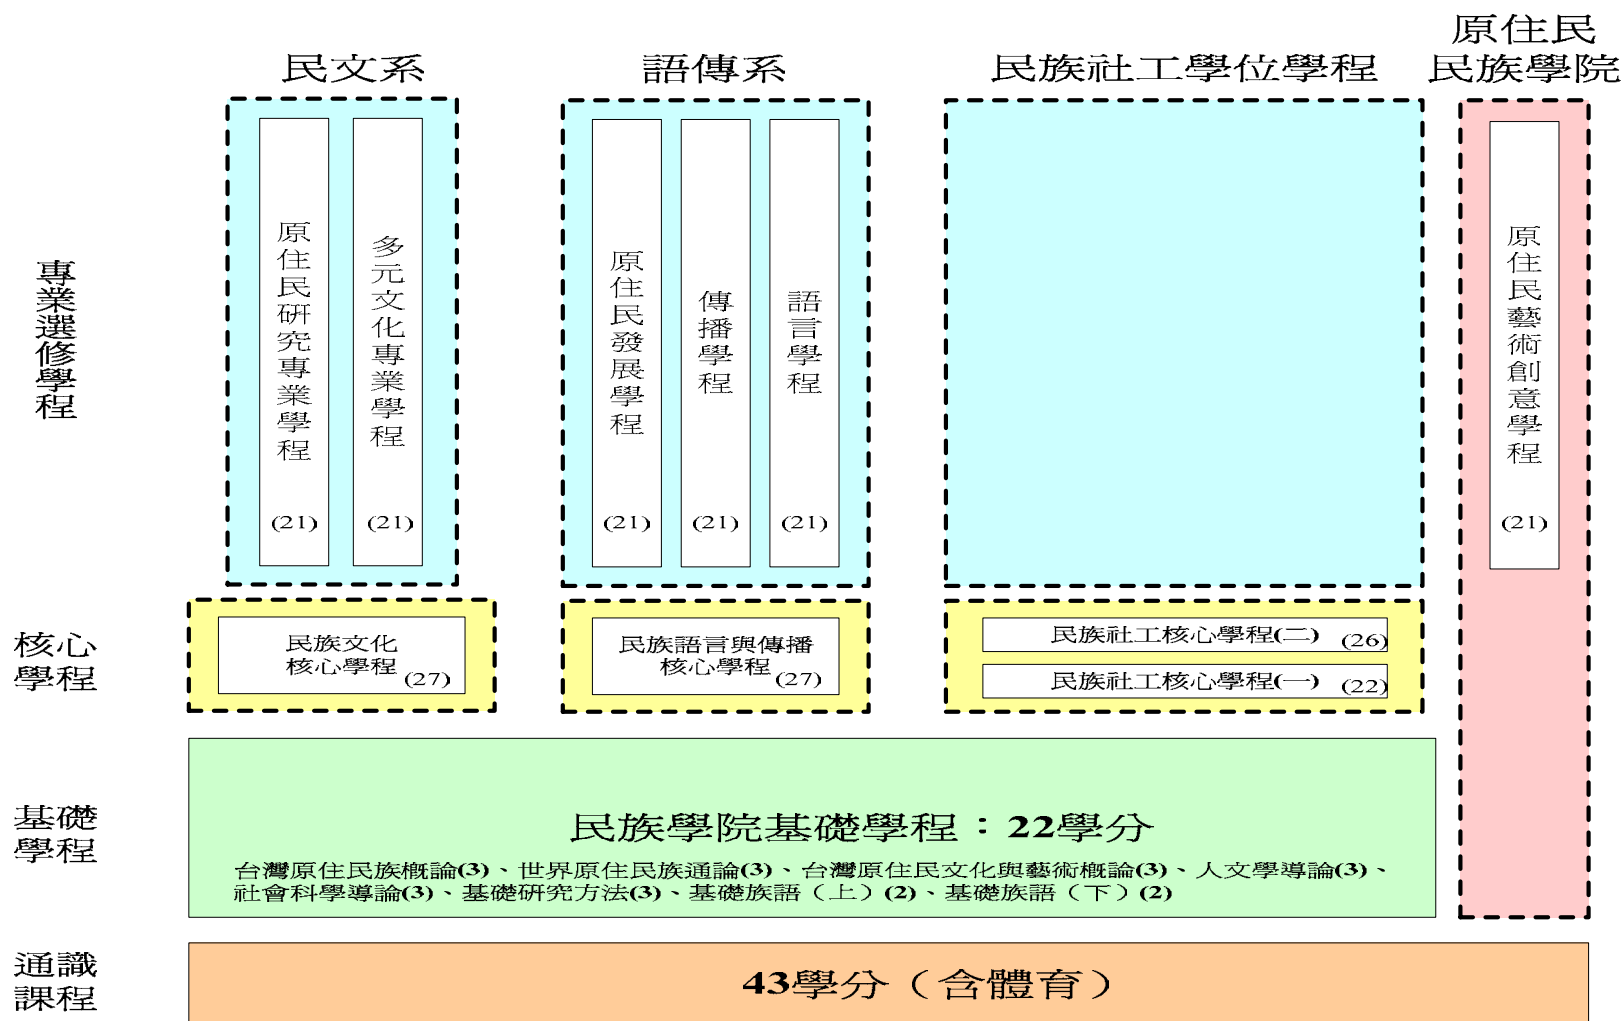 民文系
語傳系
民族社工學位學程
原住民
民族學院
專業選修學程
原住民研究專業學程
(21)
多元文化專業學程
(21)
原住民發展學程
(21)
傳播學程
(21)
語言學程
(21)
原住民藝術創意學程
(21)
核心
學程
民族文化
核心學程
(27)
民族語言與傳播
核心學程
(27)
民族社工核心學程(二)
(26)
民族社工核心學程(一)
(22)
基礎
學程
民族學院基礎學程：22學分
台灣原住民族概論(3)、世界原住民族通論(3)、台灣原住民文化與藝術概論(3)、人文學導論(3)、
社會科學導論(3)、基礎研究方法(3)、基礎族語（上）(2)、基礎族語（下）(2)
通識
課程
43學分（含體育）